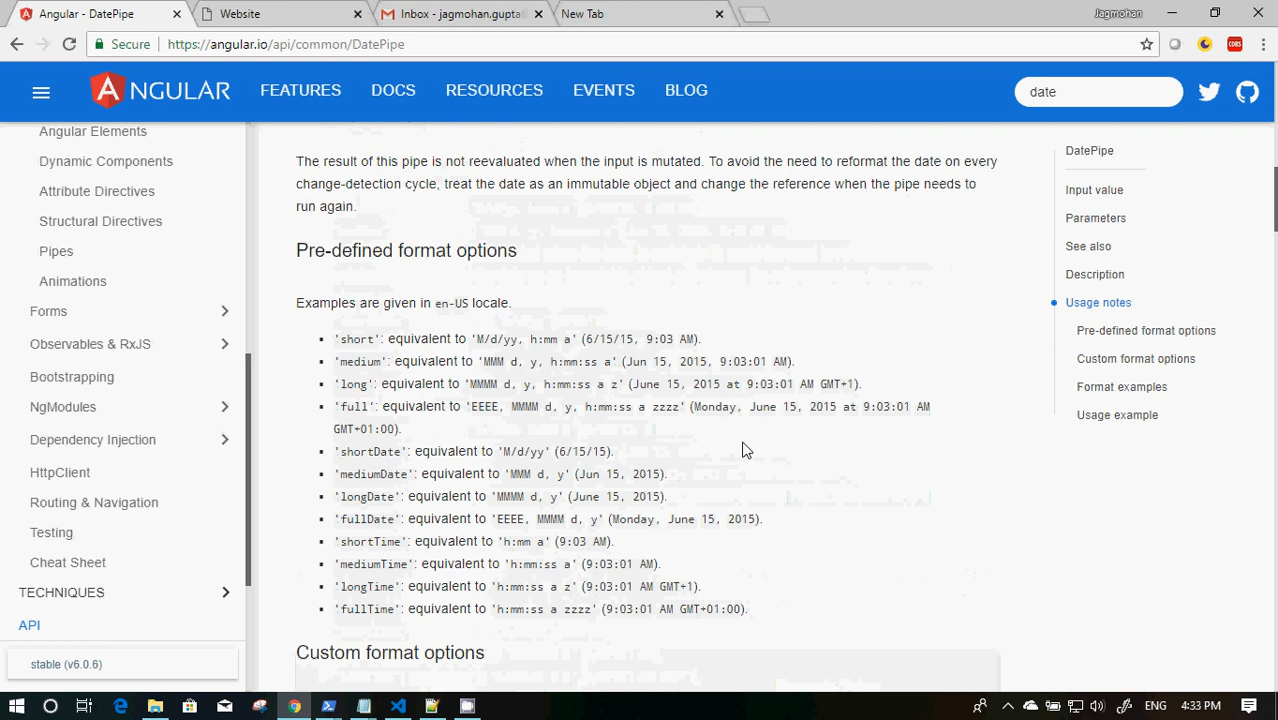 Angular - DatePipe
Website
Inbox - jagmohan.gupta
New Tab
Jagmohan
Secure
https://angular.io/api/common/DatePipe
CDRS
ANGULAR
FEATURES
DOCS
RESOURCES
EVENTS
BLOG
date
Angular Elements
Dynamic Components
Attribute Directives
Structural Directives
Pipes
Animations
Forms
Observables & RxJS
Bootstrapping
NgModules
Dependency Injection
HttpClient
Routing & Navigation
Testing
Cheat Sheet
TECHNIQUES
API
stable (v6.0.6)
The result of this pipe is not reevaluated when the input is mutated. To avoid the need to reformat the date on every
change-detection cycle, treat the date as an immutable object and change the reference when the pipe needs to
run again.
Pre-defined format options
Examples are given in en-US locale.
▪ 'short': equivalent to 'M/d/yy, h:mm a' (6/15/15, 9:03 AM).
▪ 'medium': equivalent to 'MMM d, y, h:mm:ss a' (Jun 15, 2015, 9:03:01 AM).
▪ 'long': equivalent to 'MMMM d, y, h:mm:ss a z' (June 15, 2015 at 9:03:01 AM GMT+1).
▪ 'full': equivalent to 'EEEE, MMMM d, y, h:mm:ss a zzzz' (Monday, June 15, 2015 at 9:03:01 AM
GMT+01:00).
▪ 'shortDate': equivalent to 'M/d/yy' (6/15/15).
▪ 'mediumDate': equivalent to 'MMM d, y' (Jun 15, 2015).
▪ 'longDate': equivalent to 'MMMM d, y' (June 15, 2015).
▪ 'fullDate': equivalent to 'EEEE, MMMM d, y' (Monday, June 15, 2015).
▪ 'shortTime': equivalent to 'h:mm a' (9:03 AM).
▪ 'mediumTime': equivalent to 'h:mm:ss a' (9:03:01 AM).
▪ 'longTime': equivalent to 'h:mm:ss a z' (9:03:01 AM GMT+1).
▪ 'fullTime': equivalent to 'h:mm:ss a zzzz' (9:03:01 AM GMT+01:00).
Custom format options
DatePipe
Input value
Parameters
See also
Description
Usage notes
Pre-defined format options
Custom format options
Format examples
Usage example
ENG
4:33 PM